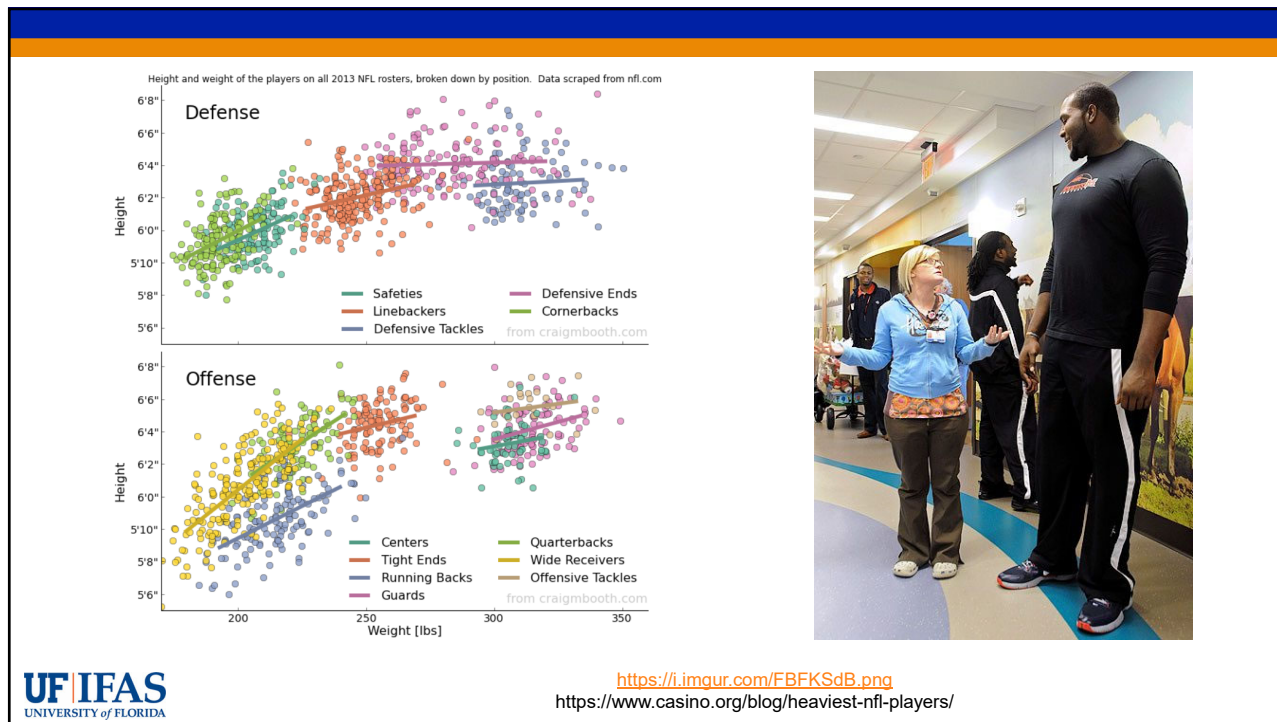 Height and weight of the players on all 2013 NFL rosters, broken down by position. Data scraped from nfl.com
Defense
6'8"
6'6"
6'4"
6'2"
6'0"
5'10"
5'8"
5'6"
Height
Safeties
Linebackers
Defensive Tackles
Defensive Ends
Cornerbacks
from craigmbooth.com
Offense
6'8"
6'6"
6'4"
6'2"
6'0"
5'10"
5'8"
5'6"
Height
Centers
Tight Ends
Running Backs
Guards
Quarterbacks
Wide Receivers
Offensive Tackles
from craigmbooth.com
200
250
300
350
Weight [lbs]
UF IFAS
UNIVERSITY of FLORIDA
https://i.imgur.com/FBFKSdB.png
https://www.casino.org/blog/heaviest-nfl-players/